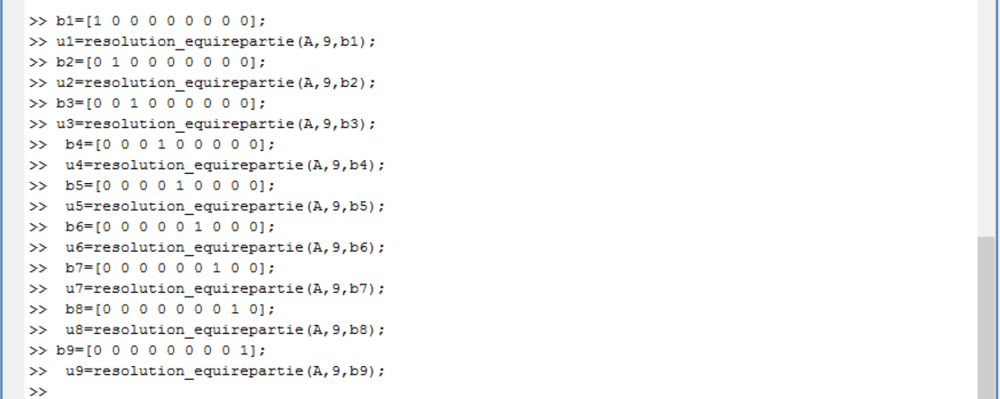 >> b1=[1 0 0 0 0 0 0 0 0];
>> u1=resolution_equirepartie(A,9,b1);
>> b2=[0 1 0 0 0 0 0 0 0];
>> u2=resolution_equirepartie(A,9,b2);
>> b3=[0 0 1 0 0 0 0 0 0];
>> u3=resolution_equirepartie(A,9,b3);
>>  b4=[0 0 0 1 0 0 0 0 0];
>>  u4=resolution_equirepartie(A,9,b4);
>>  b5=[0 0 0 0 1 0 0 0 0];
>>  u5=resolution_equirepartie(A,9,b5);
>>  b6=[0 0 0 0 0 1 0 0 0];
>>  u6=resolution_equirepartie(A,9,b6);
>>  b7=[0 0 0 0 0 0 1 0 0];
>>  u7=resolution_equirepartie(A,9,b7);
>>  b8=[0 0 0 0 0 0 0 1 0];
>>  u8=resolution_equirepartie(A,9,b8);
>> b9=[0 0 0 0 0 0 0 0 1];
>>  u9=resolution_equirepartie(A,9,b9);
>>